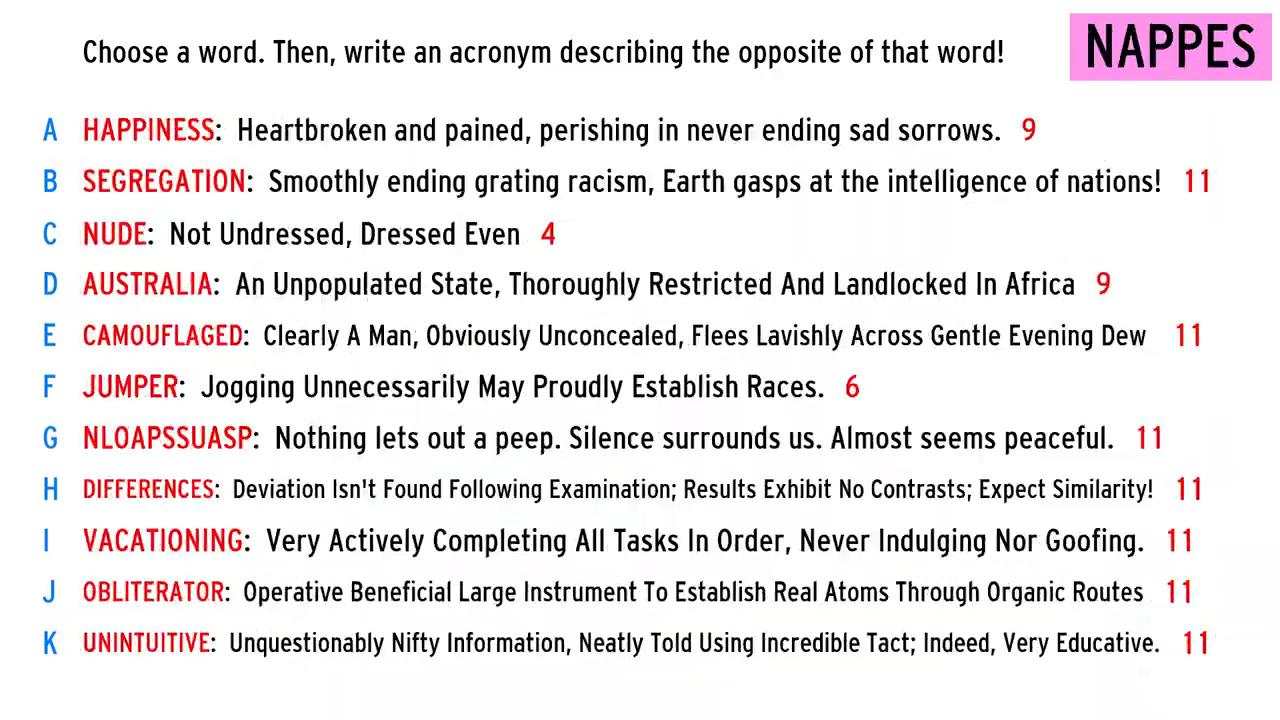 Choose a word. Then, write an acronym describing the opposite of that word!
NAPPES
A HAPPINESS: Heartbroken and pained, perishing in never ending sad sorrows. 9
B SEGREGATION: Smoothly ending grating racism, Earth gasps at the intelligence of nations! 11
C NUDE: Not Undressed, Dressed Even 4
D AUSTRALIA: An Unpopulated State, Thoroughly Restricted And Landlocked In Africa 9
E CAMOUFLAGED: Clearly A Man, Obviously Unconcealed, Flees Lavishly Across Gentle Evening Dew 11
F JUMPER: Jogging Unnecessarily May Proudly Establish Races. 6
G NLOAPSSUASP: Nothing lets out a peep. Silence surrounds us. Almost seems peaceful. 11
H DIFFERENCES: Deviation Isn't Found Following Examination; Results Exhibit No Contrasts; Expect Similarity! 11
I VACATIONING: Very Actively Completing All Tasks In Order, Never Indulging Nor Goofing. 11
J OBLITERATOR: Operative Beneficial Large Instrument To Establish Real Atoms Through Organic Routes 11
K UNINTUITIVE: Unquestionably Nifty Information, Neatly Told Using Incredible Tact; Indeed, Very Educative. 11